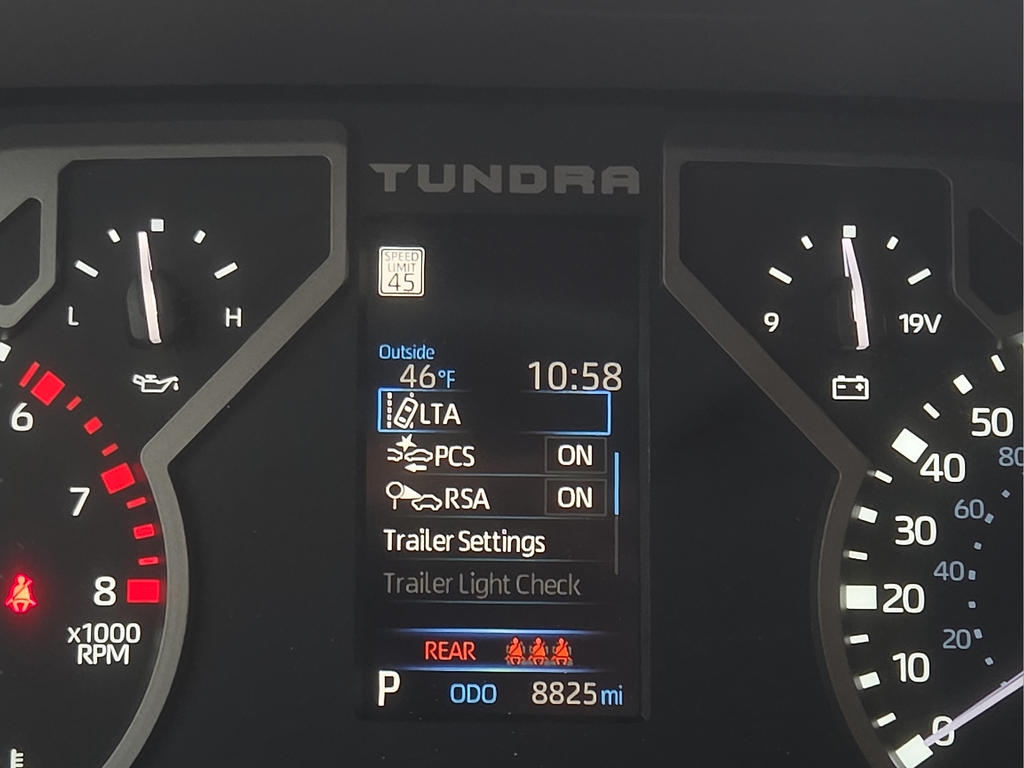 TUNDRA
SPEED
LIMIT
45
L
H
9
19V
Outside
46°F
10:58
LTA
PCS ON
RSA ON
Trailer Settings
Trailer Light Check
REAR
P ODO 8825 mi
6
7
8
x1000
RPM
50
80
40
60
30
40
20
20
10
0
E